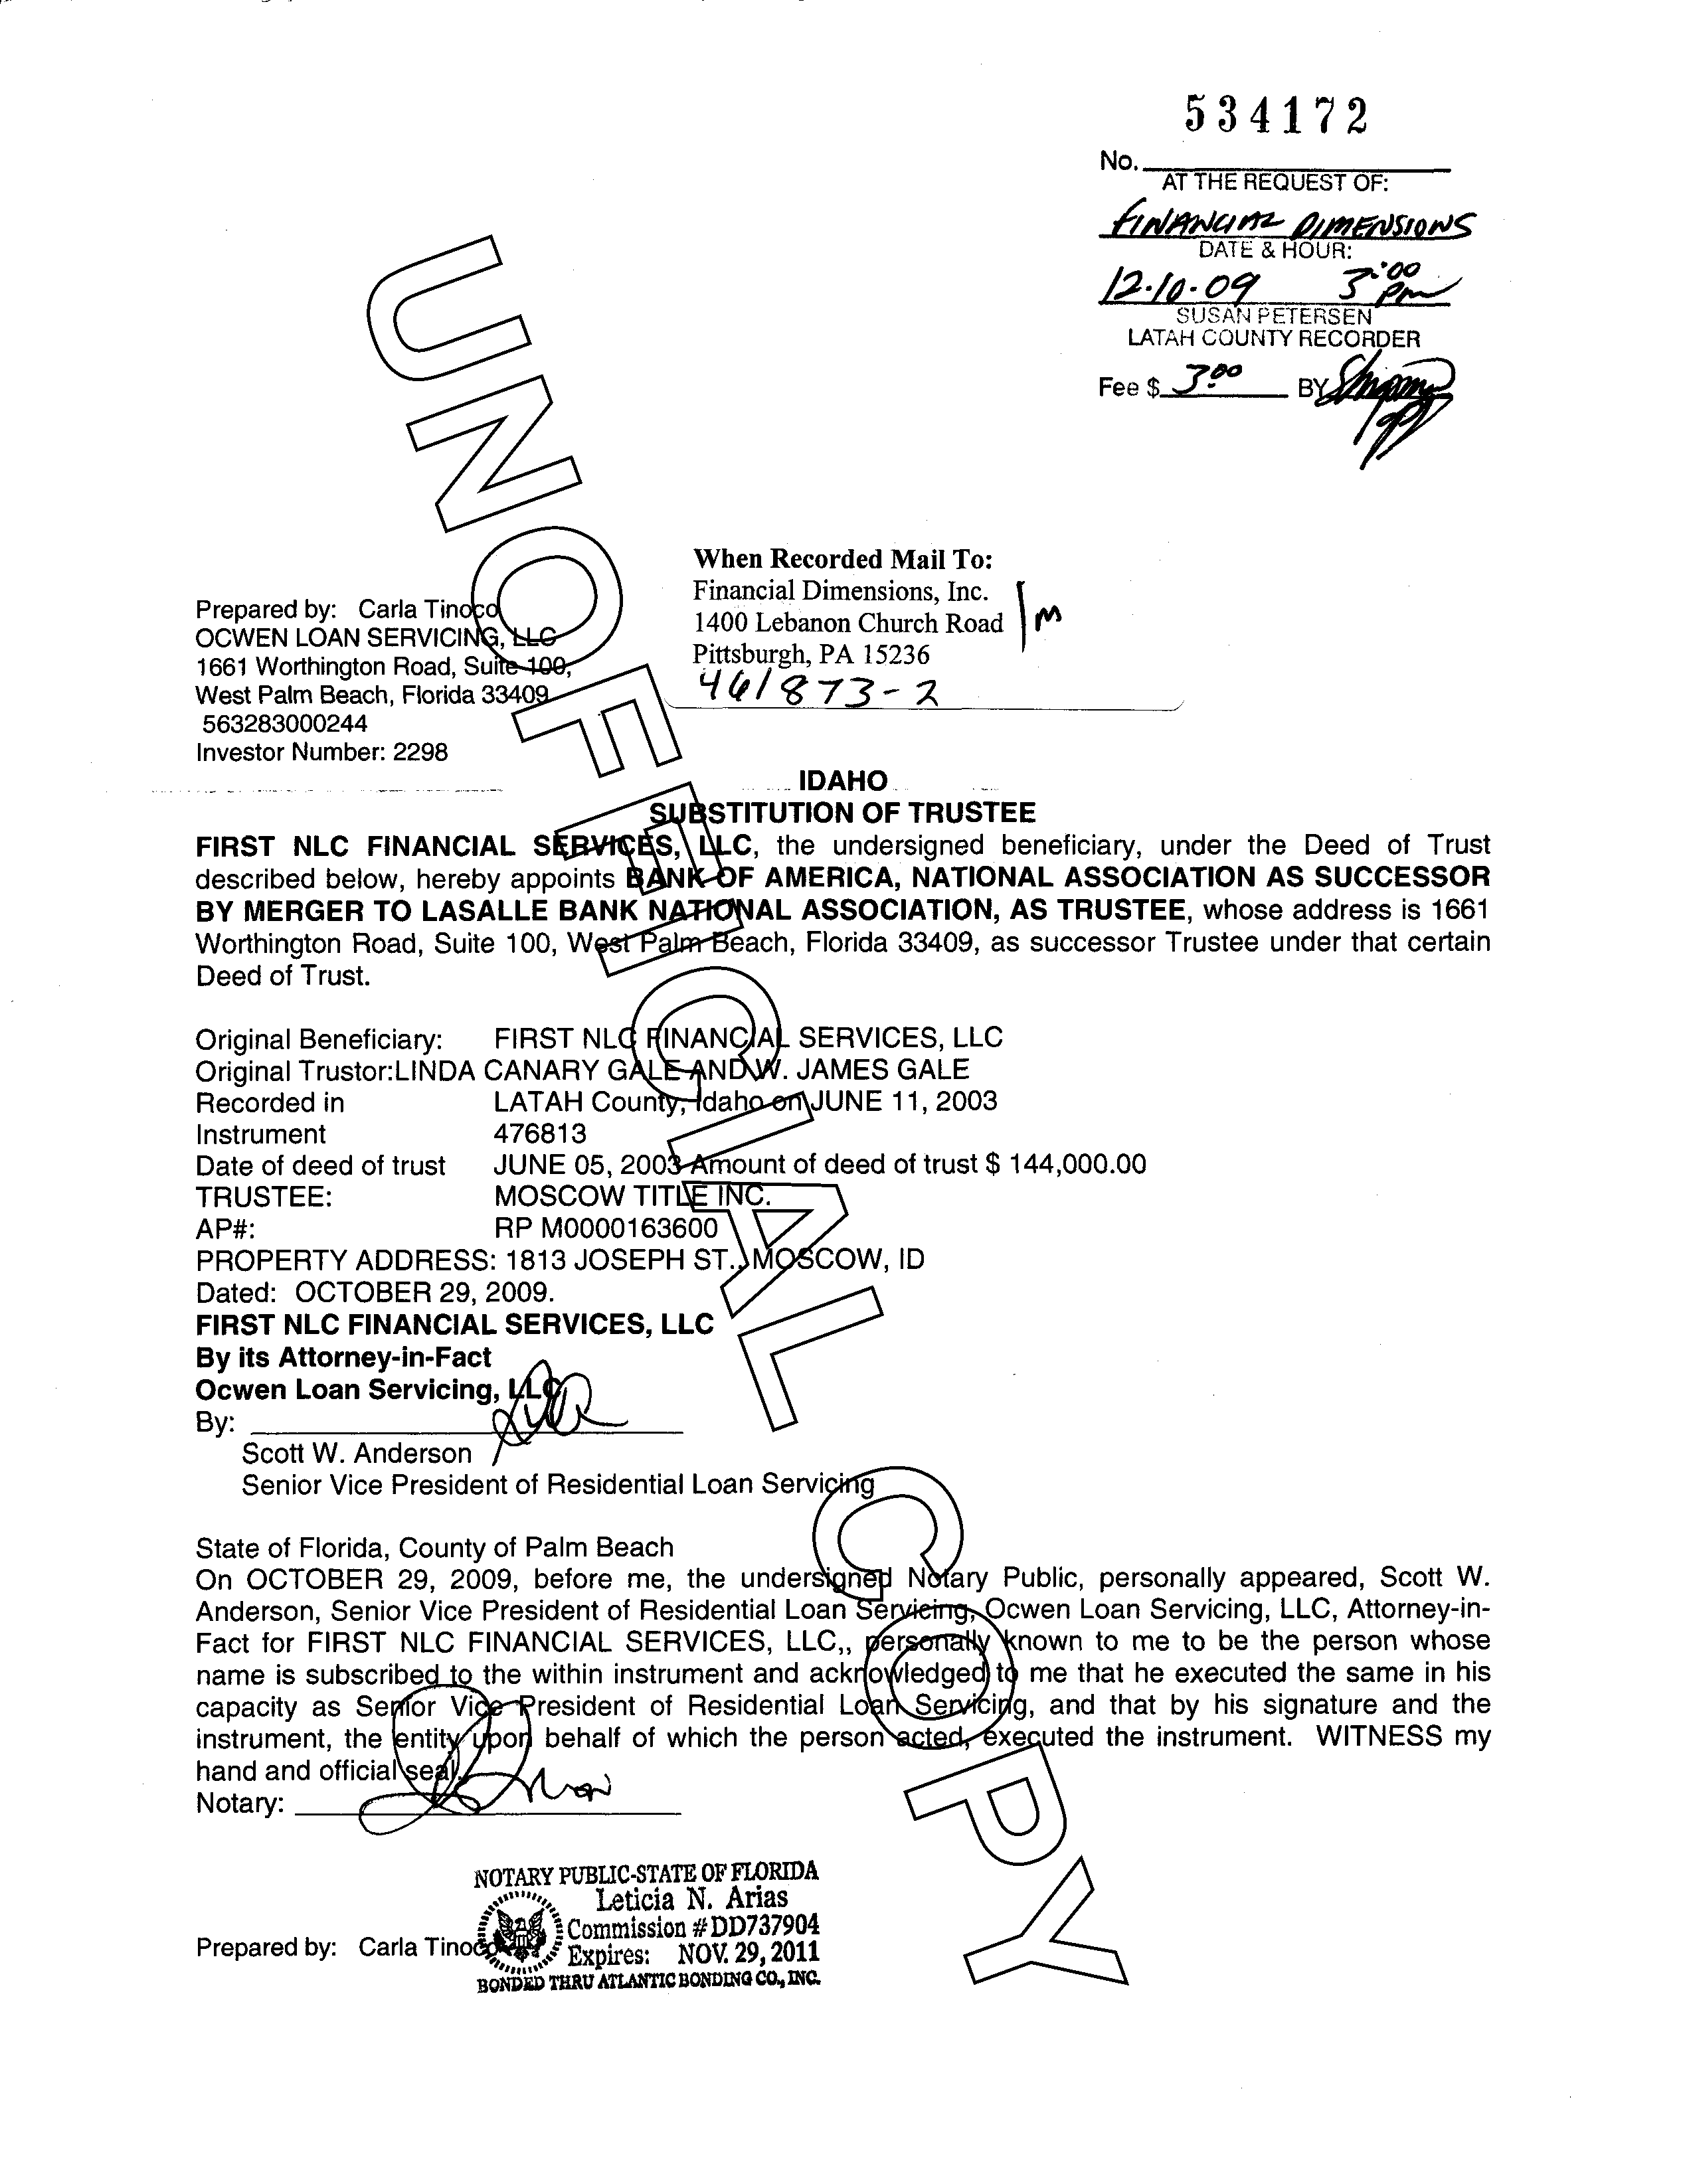 534172
No.
AT THE REQUEST OF:
FINANCIAL DIMENSIONS
DATE & HOUR:
12.10.09 3:00 pm
SUSAN PETERSEN
LATAH COUNTY RECORDER
Fee $ 3.00 BY
When Recorded Mail To:
Financial Dimensions, Inc.
1400 Lebanon Church Road
Pittsburgh, PA 15236
461873-2
m
Prepared by: Carla Tinoco
OCWEN LOAN SERVICING, LLC
1661 Worthington Road, Suite 100,
West Palm Beach, Florida 33409
563283000244
Investor Number: 2298
IDAHO
SUBSTITUTION OF TRUSTEE
FIRST NLC FINANCIAL SERVICES, LLC, the undersigned beneficiary, under the Deed of Trust
described below, hereby appoints BANK OF AMERICA, NATIONAL ASSOCIATION AS SUCCESSOR
BY MERGER TO LASALLE BANK NATIONAL ASSOCIATION, AS TRUSTEE, whose address is 1661
Worthington Road, Suite 100, West Palm Beach, Florida 33409, as successor Trustee under that certain
Deed of Trust.
Original Beneficiary: FIRST NLC FINANCIAL SERVICES, LLC
Original Trustor:LINDA CANARY GALE AND W. JAMES GALE
Recorded in LATAH County, Idaho on JUNE 11, 2003
Instrument 476813
Date of deed of trust JUNE 05, 2003 Amount of deed of trust $ 144,000.00
TRUSTEE: MOSCOW TITLE INC.
AP#: RP M0000163600
PROPERTY ADDRESS: 1813 JOSEPH ST., MOSCOW, ID
Dated: OCTOBER 29, 2009.
FIRST NLC FINANCIAL SERVICES, LLC
By its Attorney-in-Fact
Ocwen Loan Servicing, LLC
By:
Scott W. Anderson
Senior Vice President of Residential Loan Servicing
State of Florida, County of Palm Beach
On OCTOBER 29, 2009, before me, the undersigned Notary Public, personally appeared, Scott W.
Anderson, Senior Vice President of Residential Loan Servicing, Ocwen Loan Servicing, LLC, Attorney-in-
Fact for FIRST NLC FINANCIAL SERVICES, LLC,, personally known to me to be the person whose
name is subscribed to the within instrument and acknowledged to me that he executed the same in his
capacity as Senior Vice President of Residential Loan Servicing, and that by his signature and the
instrument, the entity upon behalf of which the person acted, executed the instrument. WITNESS my
hand and official seal.
Notary:
NOTARY PUBLIC-STATE OF FLORIDA
Leticia N. Arias
Commission # DD737904
Expires: NOV. 29, 2011
BONDED THRU ATLANTIC BONDING CO., INC.
Prepared by: Carla Tinoco
UNOFFICIAL COPY